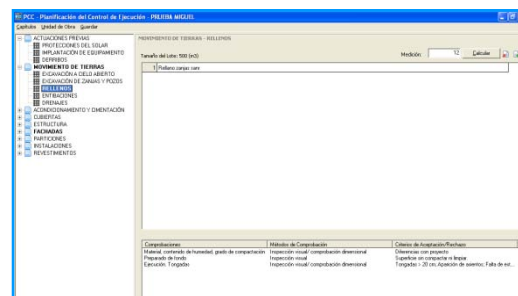 PCC - Planificación del Control de Ejecución - PRUEBA MIGUEL
Capítulos Unidad de Obra Guardar
ACTUACIONES PREVIAS
PROTECCIONES DEL SOLAR
IMPLANTACIÓN DE EQUIPAMIENTO
DERRIBOS
MOVIMIENTO DE TIERRAS
EXCAVACIÓN A CIELO ABIERTO
EXCAVACIÓN DE ZANJAS Y POZOS
RELLENOS
ENTIBACIONES
DRENAJES
ACONDICIONAMIENTO Y CIMENTACIÓN
CUBIERTAS
ESTRUCTURA
FACHADAS
PARTICIONES
INSTALACIONES
REVESTIMIENTOS
MOVIMIENTO DE TIERRAS - RELLENOS
Tamaño del Lote: 500 (m2) Medición: 12 Calcular
1 Relleno zanjas
Comprobaciones Métodos de Comprobación Criterios de Aceptación/Rechazo
Material, contenido de humedad, grado de compactación Inspección visual/ comprobación dimensional Diferencias con proyecto
Preparado de fondo Inspección visual Superficie sin compactar ni limpia
Ejecución. Tongadas Inspección visual/ comprobación dimensional Tongadas > 20 cm. Aparición de asientos; Falta de ext...